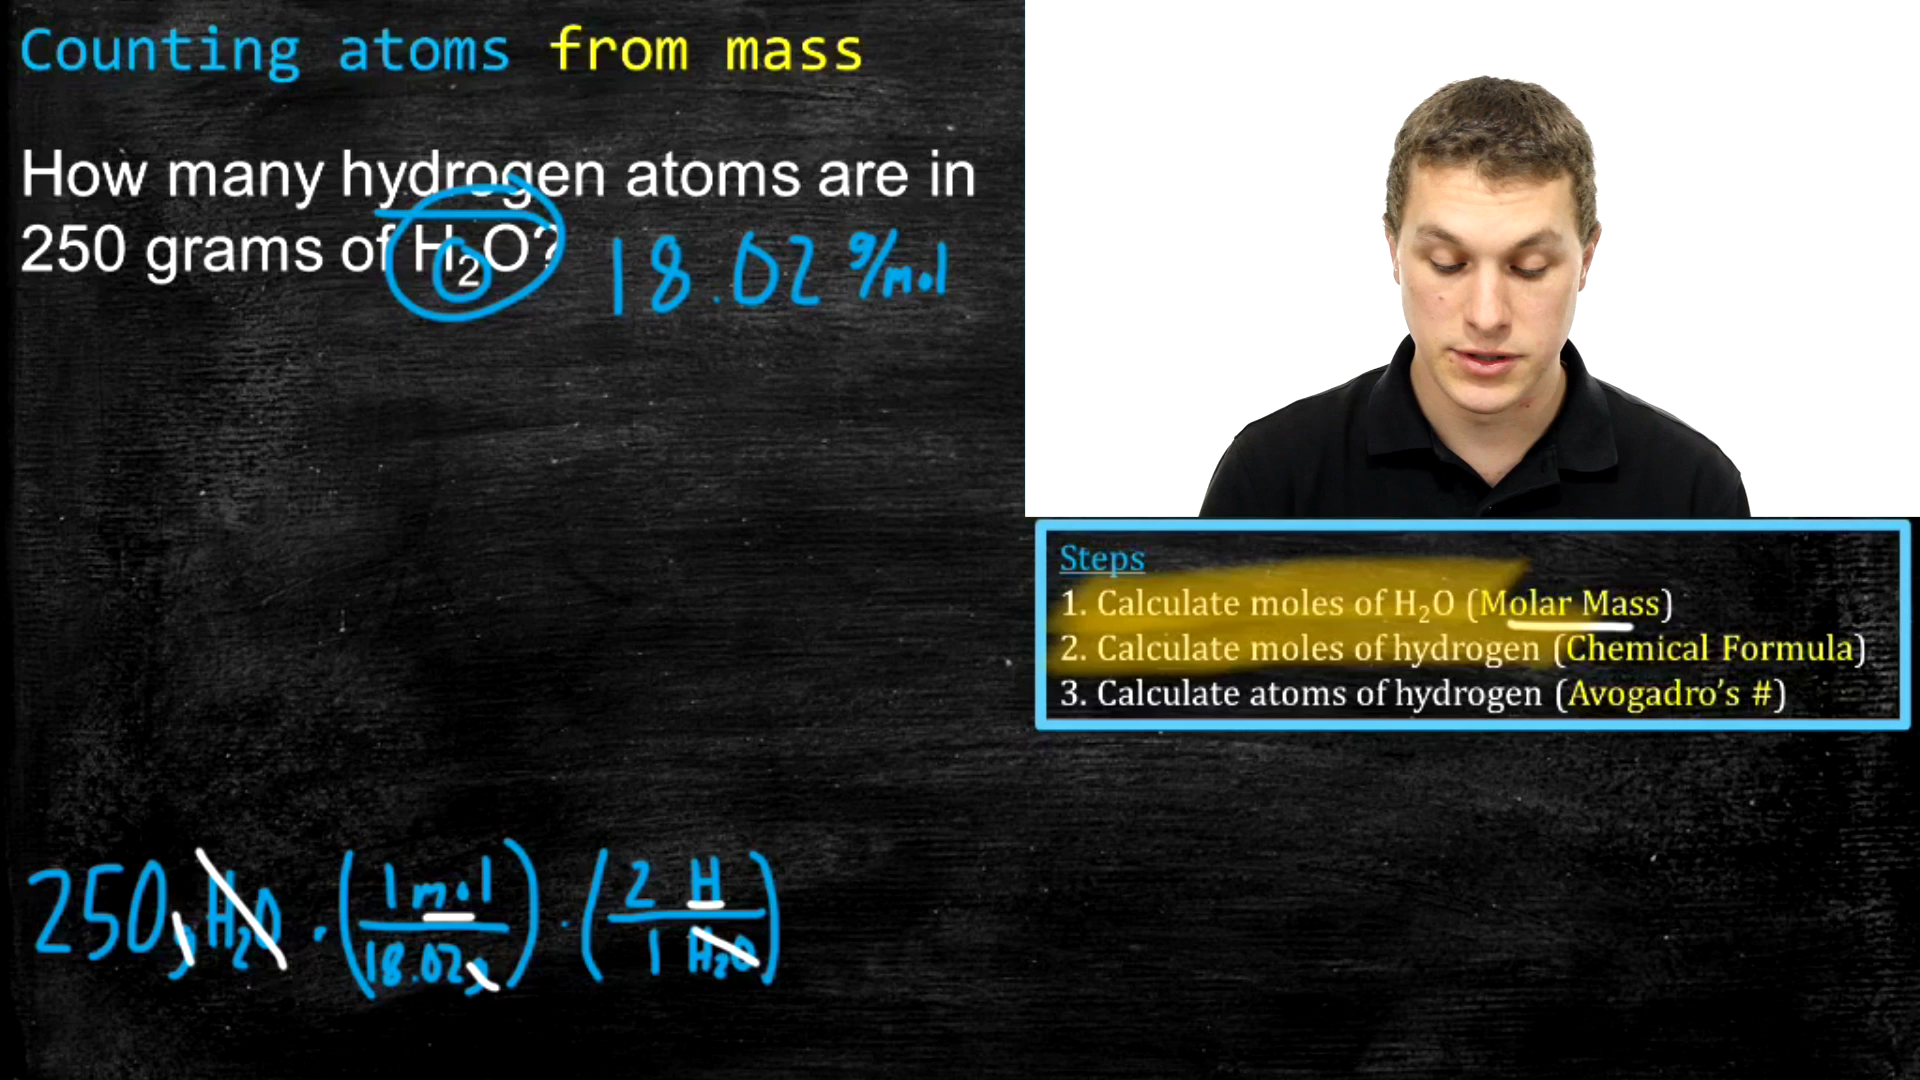 Counting atoms from mass
How many hydrogen atoms are in
250 grams of H₂O?
18.02 g/mol
Steps
1. Calculate moles of H₂O (Molar Mass)
2. Calculate moles of hydrogen (Chemical Formula)
3. Calculate atoms of hydrogen (Avogadro's #)
250g H₂O · (1 mol / 18.02g) · (2 H / 1 H₂O)